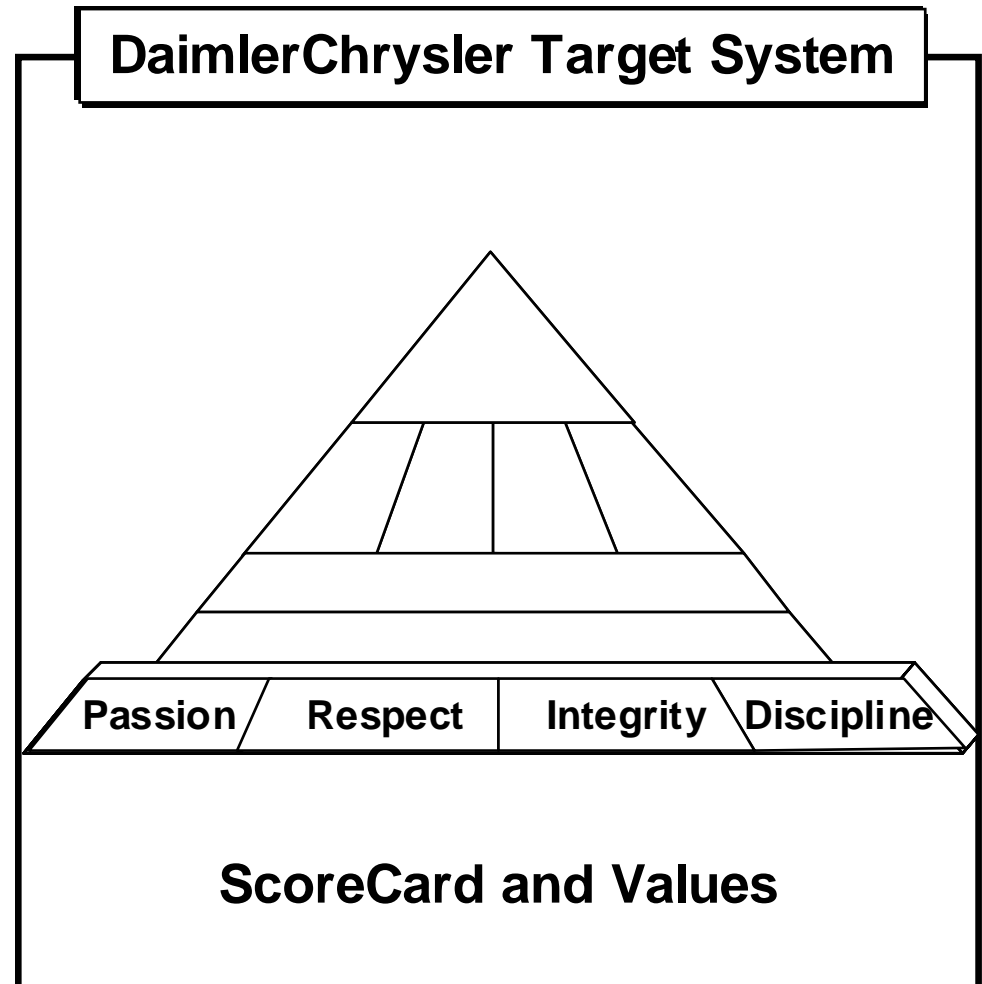 DaimlerChrysler Target System
Passion Respect Integrity Discipline
ScoreCard and Values